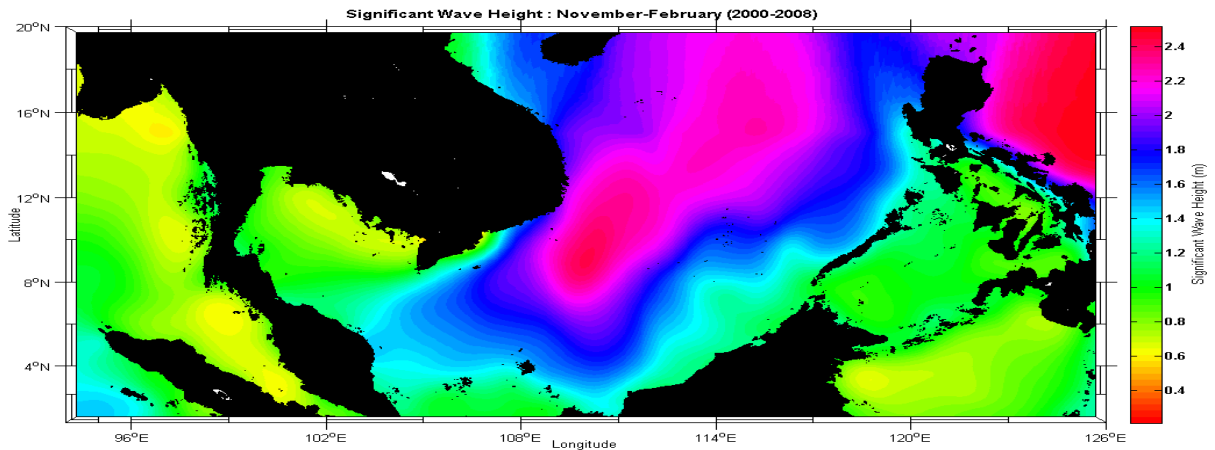 Significant Wave Height : November-February (2000-2008)
20°N
16°N
12°N
8°N
4°N
Latitude
96°E
102°E
108°E
114°E
120°E
126°E
Longitude
2.4
2.2
2
1.8
1.6
1.4
1.2
1
0.8
0.6
0.4
Significant Wave Height (m)